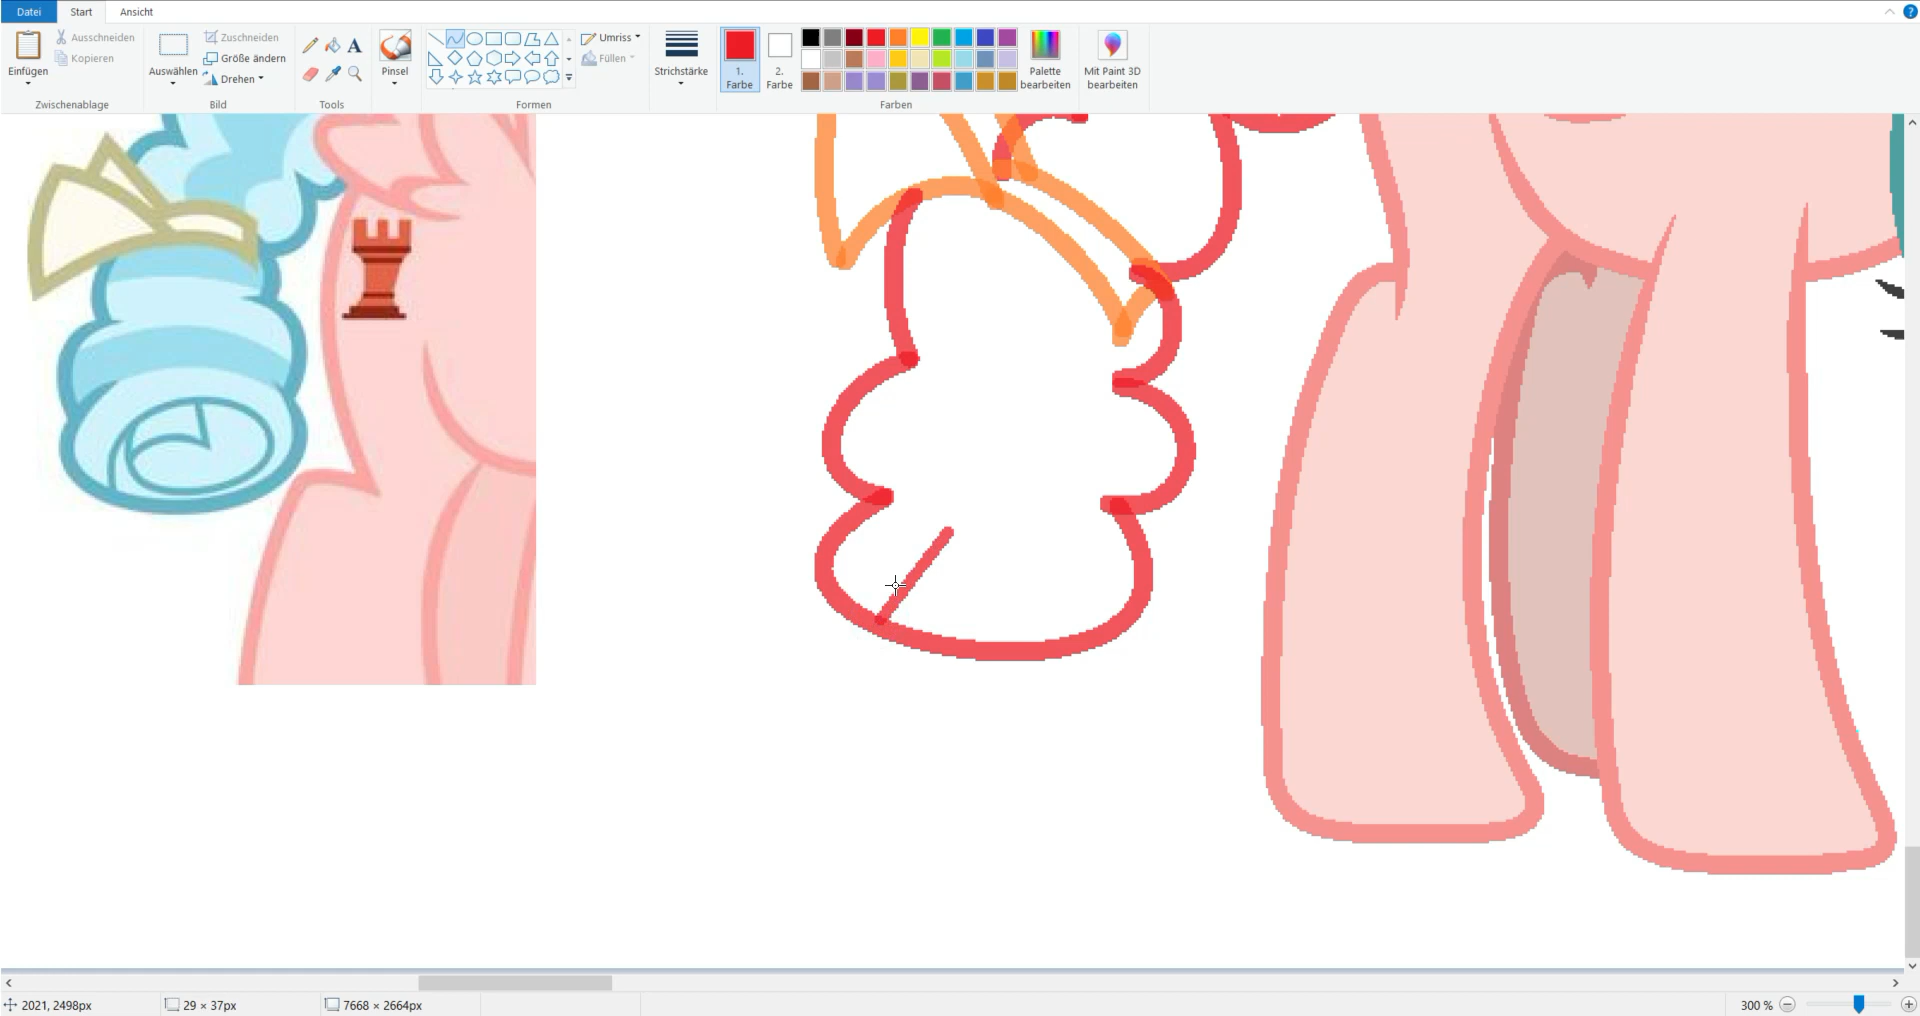 Datei Start Ansicht
Einfügen
Ausschneiden
Kopieren
Zwischenablage
Auswählen
Zuschneiden
Größe ändern
Drehen
Bild
A
Tools
Pinsel
Umriss
Füllen
Formen
Strichstärke
1.
Farbe
2.
Farbe
Palette
bearbeiten
Mit Paint 3D
bearbeiten
Farben
2021, 2498px 29 × 37px 7668 × 2664px 300 %